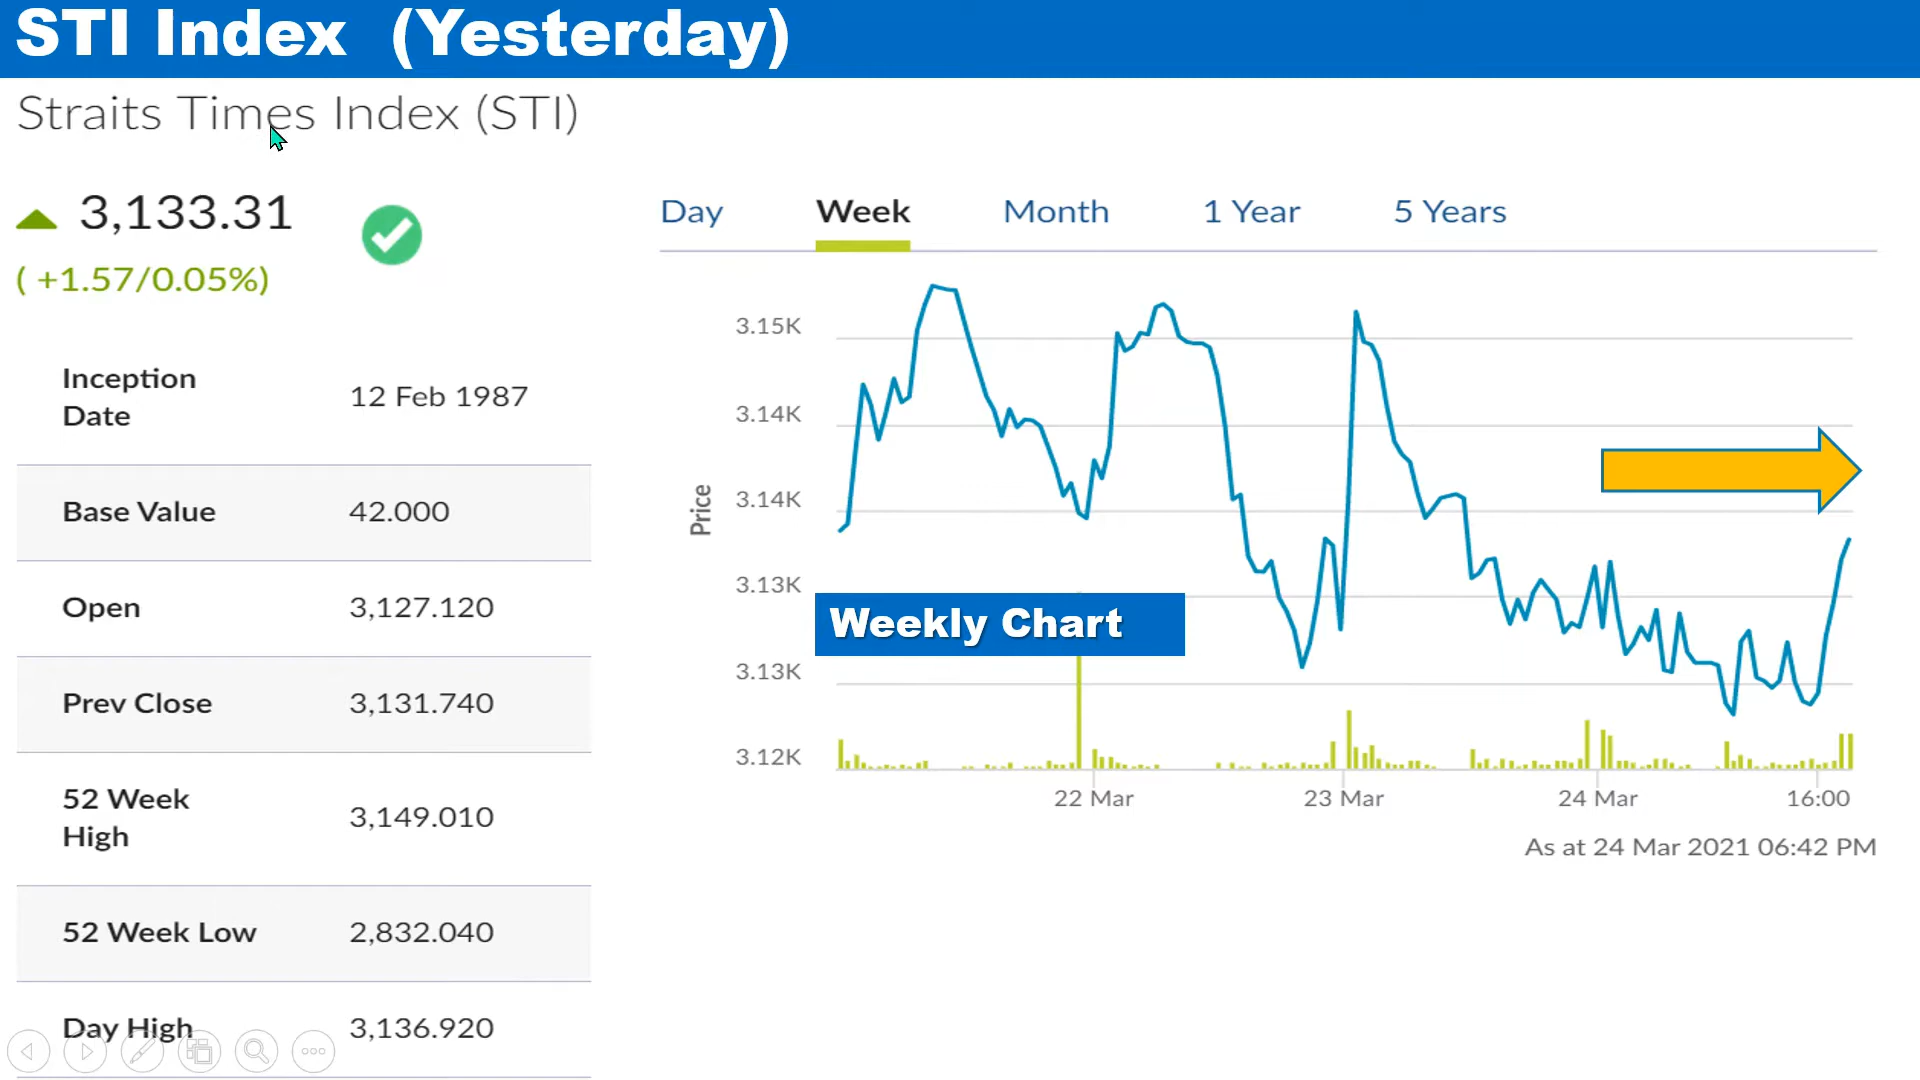 STI Index (Yesterday)
Straits Times Index (STI)
3,133.31
( +1.57/0.05%)
Inception
Date
12 Feb 1987
Base Value
42.000
Open
3,127.120
Prev Close
3,131.740
52 Week
High
3,149.010
52 Week Low
2,832.040
Day High
3,136.920
Day Week Month 1 Year 5 Years
Price
3.15K
3.14K
3.14K
3.13K
3.13K
3.12K
Weekly Chart
22 Mar 23 Mar 24 Mar 16:00
As at 24 Mar 2021 06:42 PM